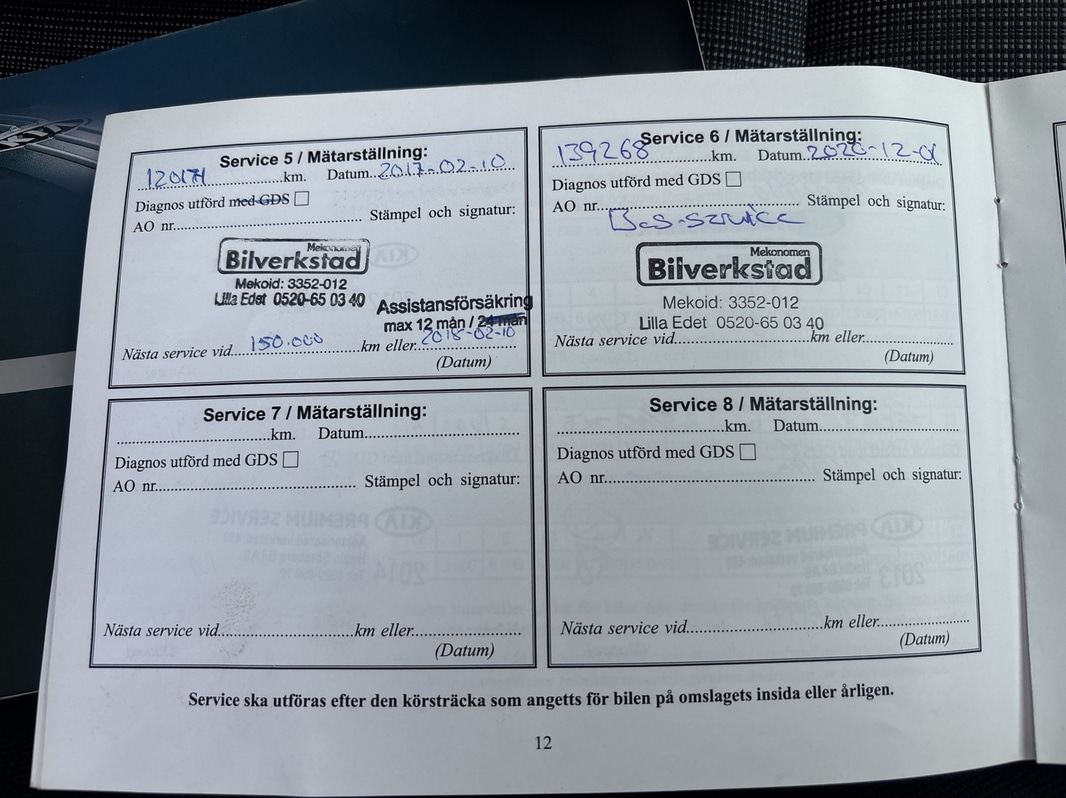 Service 5 / Mätarställning:
120171 km. Datum 2017-02-10
Diagnos utförd med GDS
AO nr. Stämpel och signatur:
Mekonomen
Bilverkstad
Mekoid: 3352-012
Lilla Edet 0520-65 03 40
Assistansförsäkring
max 12 mån / 24 mån
Nästa service vid 150.000 km eller 2018-02-10
(Datum)
Service 6 / Mätarställning:
139268 km. Datum 2020-12-01
Diagnos utförd med GDS
AO nr. Stämpel och signatur:
Bas-service
Mekonomen
Bilverkstad
Mekoid: 3352-012
Lilla Edet 0520-65 03 40
Nästa service vid km eller
(Datum)
Service 7 / Mätarställning:
km. Datum
Diagnos utförd med GDS
AO nr. Stämpel och signatur:
Nästa service vid km eller
(Datum)
Service 8 / Mätarställning:
km. Datum
Diagnos utförd med GDS
AO nr. Stämpel och signatur:
Nästa service vid km eller
(Datum)
Service ska utföras efter den körsträcka som angetts för bilen på omslagets insida eller årligen.
12